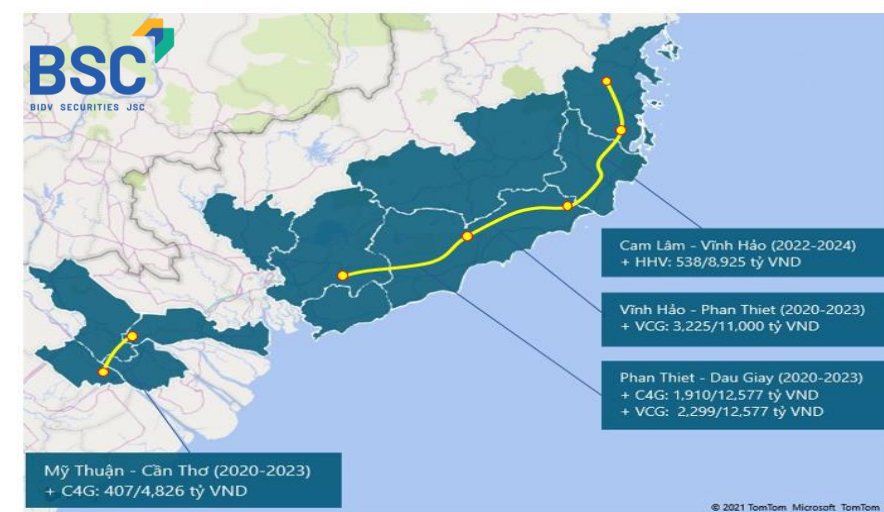 BSC
BIDV SECURITIES JSC
Cam Lâm - Vĩnh Hảo (2022-2024)
+ HHV: 538/8,925 tỷ VND
Vĩnh Hảo - Phan Thiet (2020-2023)
+ VCG: 3,225/11,000 tỷ VND
Phan Thiet - Dau Giay (2020-2023)
+ C4G: 1,910/12,577 tỷ VND
+ VCG: 2,299/12,577 tỷ VND
Mỹ Thuận - Cần Thơ (2020-2023)
+ C4G: 407/4,826 tỷ VND
© 2021 TomTom Microsoft TomTom